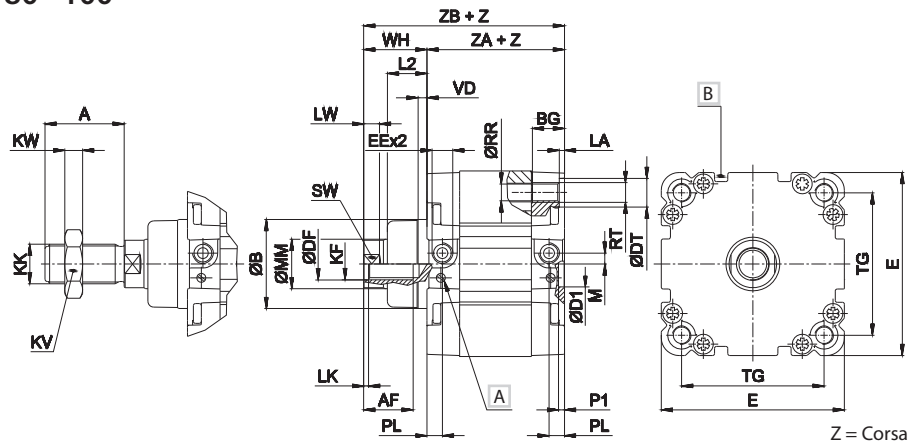 ZB + Z
WH
ZA + Z
L2
VD
A
LW
BG
B
KW
EEx2
ØRR
LA
SW
KK
ØB
ØMM
ØDF
KF
RT
ØDT
TG
E
ØD1
M
KV
LK
AF
A
P1
TG
PL
PL
E
Z = Corsa